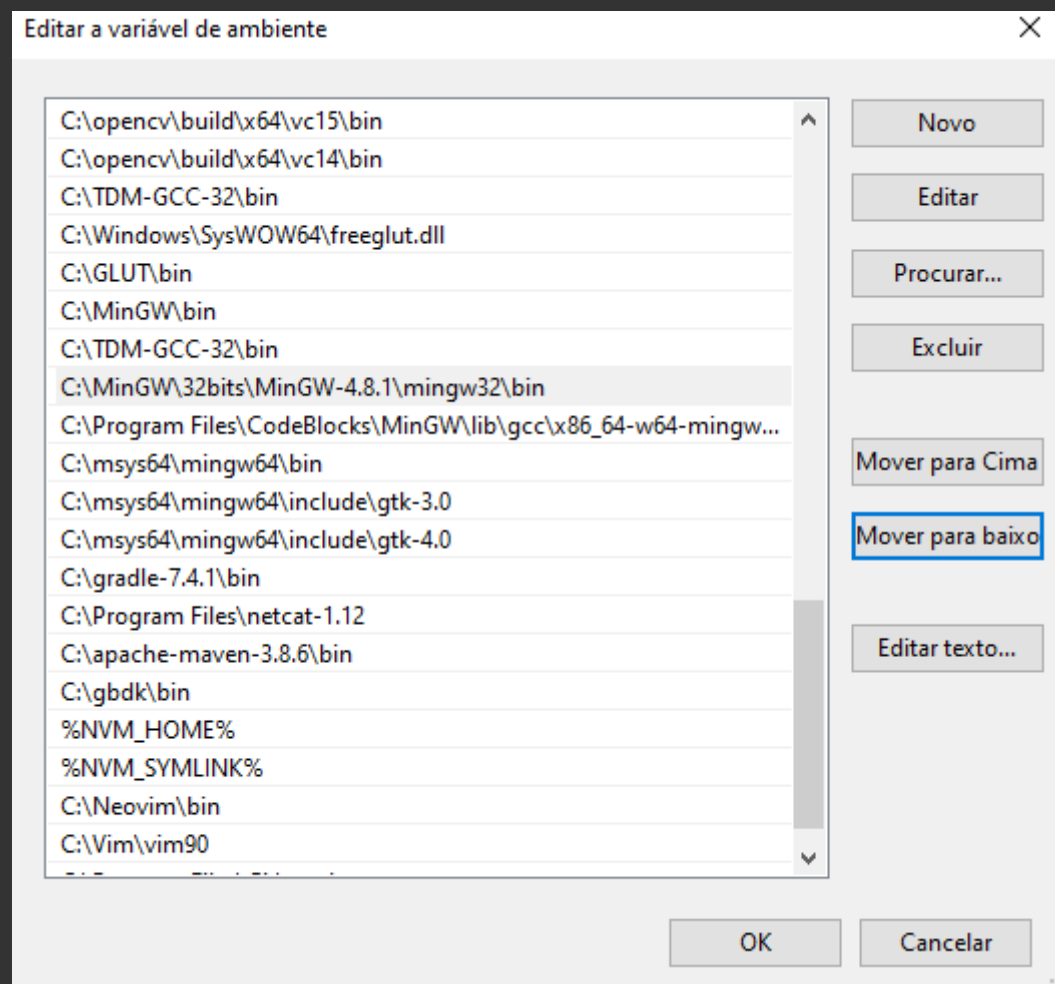 Editar a variável de ambiente
C:\opencv\build\x64\vc15\bin
C:\opencv\build\x64\vc14\bin
C:\TDM-GCC-32\bin
C:\Windows\SysWOW64\freeglut.dll
C:\GLUT\bin
C:\MinGW\bin
C:\TDM-GCC-32\bin
C:\MinGW\32bits\MinGW-4.8.1\mingw32\bin
C:\Program Files\CodeBlocks\MinGW\lib\gcc\x86_64-w64-mingw...
C:\msys64\mingw64\bin
C:\msys64\mingw64\include\gtk-3.0
C:\msys64\mingw64\include\gtk-4.0
C:\gradle-7.4.1\bin
C:\Program Files\netcat-1.12
C:\apache-maven-3.8.6\bin
C:\gbdk\bin
%NVM_HOME%
%NVM_SYMLINK%
C:\Neovim\bin
C:\Vim\vim90
Novo
Editar
Procurar...
Excluir
Mover para Cima
Mover para baixo
Editar texto...
OK
Cancelar